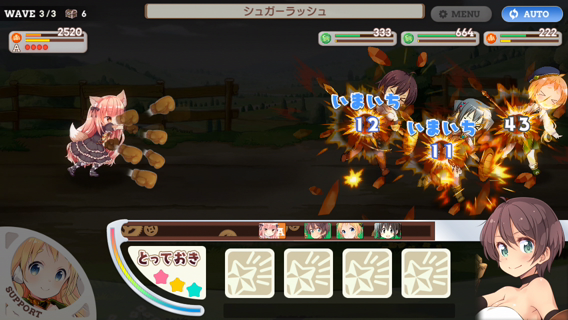 WAVE 3/3 6
シュガーラッシュ
MENU
AUTO
2520
A
333
664
222
いまいち
12
いまいち
11
43
A
とっておき
SUPPORT